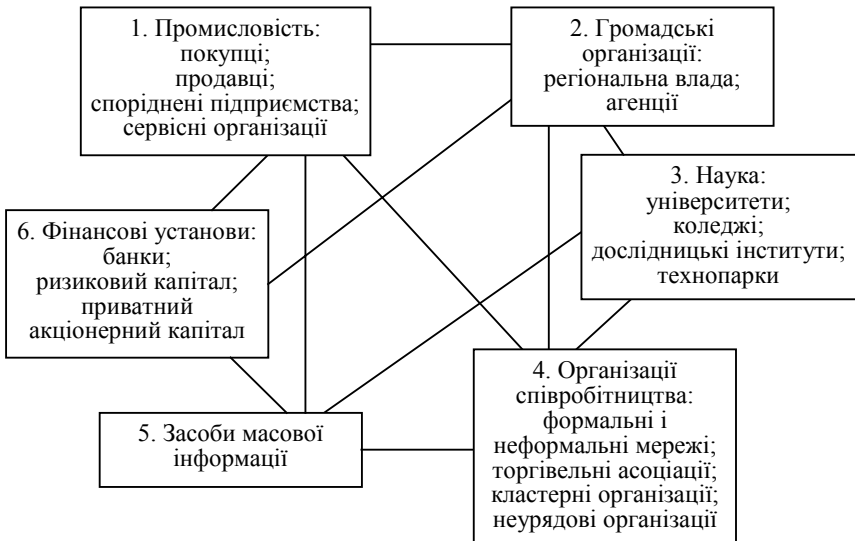 1. Промисловість:
покупці;
продавці;
споріднені підприємства;
сервісні організації
2. Громадські
організації:
регіональна влада;
агенції
3. Наука:
університети;
коледжі;
дослідницькі інститути;
технопарки
4. Організації
співробітництва:
формальні і
неформальні мережі;
торгівельні асоціації;
кластерні організації;
неурядові організації
5. Засоби масової
інформації
6. Фінансові установи:
банки;
ризиковий капітал;
приватний
акціонерний капітал